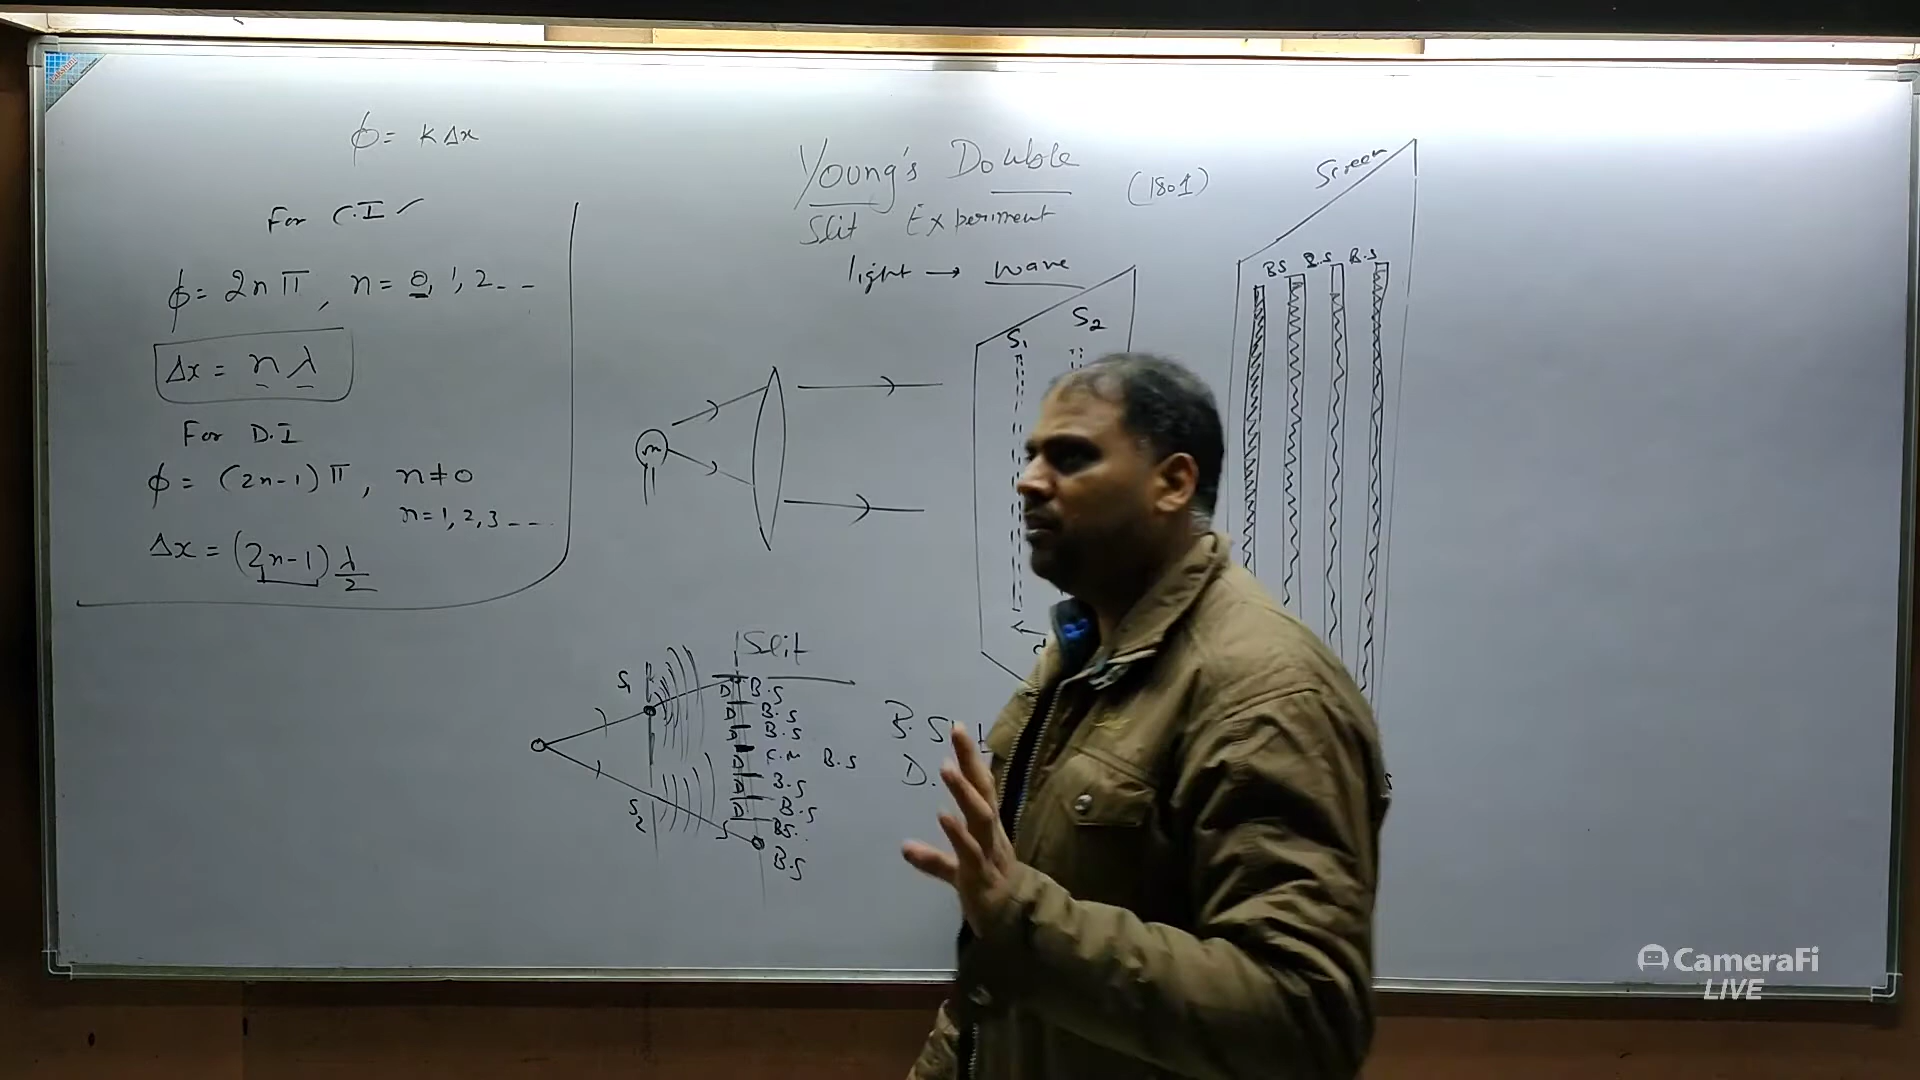 ϕ = K Δx
For C.I ✓
ϕ = 2nπ, n = 0, 1, 2 - -
Δx = nλ
For D.I
ϕ = (2n-1)π, n ≠ 0
n = 1, 2, 3 - - -
Δx = (2n-1) λ/2
Young's Double (1801)
Slit Experiment
light → wave
S1
S2
Screen
B.S B.S B.S
Slit
S1
S2
D B.S
D B.S
D B.S
C.M B.S
D
D B.S
D B.S
B.S.
B.S
B. S
D.
CameraFi
LIVE